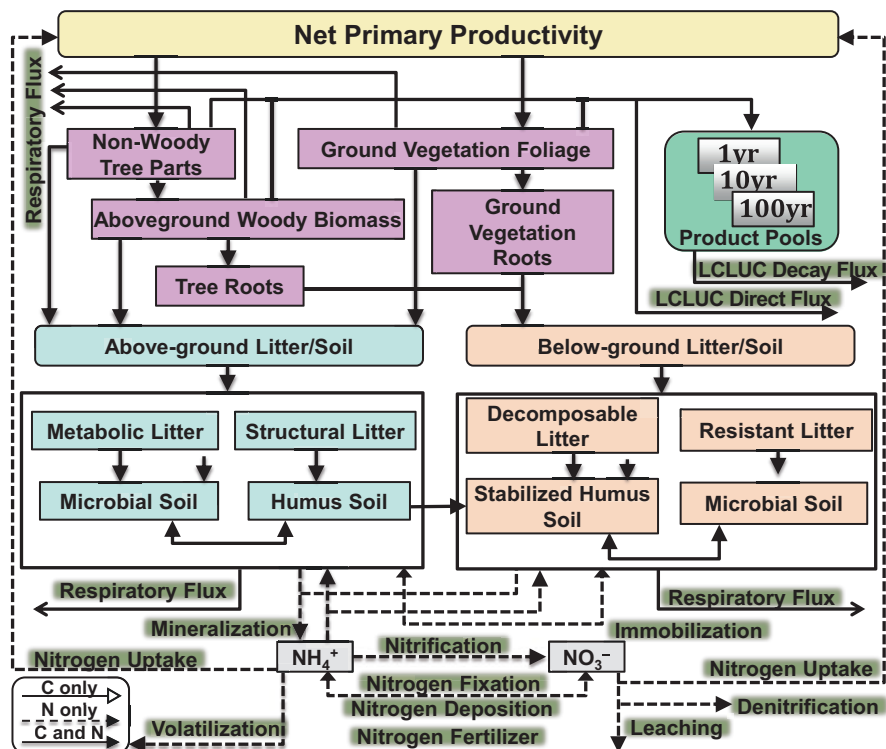 Net Primary Productivity
Respiratory Flux
Non-Woody
Tree Parts
Ground Vegetation Foliage
1yr
10yr
100yr
Product Pools
Aboveground Woody Biomass
Ground
Vegetation
Roots
Tree Roots
LCLUC Decay Flux
LCLUC Direct Flux
Above-ground Litter/Soil
Below-ground Litter/Soil
Metabolic Litter
Structural Litter
Decomposable
Litter
Resistant Litter
Microbial Soil
Humus Soil
Stabilized Humus
Soil
Microbial Soil
Respiratory Flux
Respiratory Flux
Mineralization
Immobilization
Nitrification
NH₄⁺
NO₃⁻
Nitrogen Uptake
Nitrogen Uptake
Nitrogen Fixation
Nitrogen Deposition
Nitrogen Fertilizer
Denitrification
Leaching
Volatilization
C only
N only
C and N